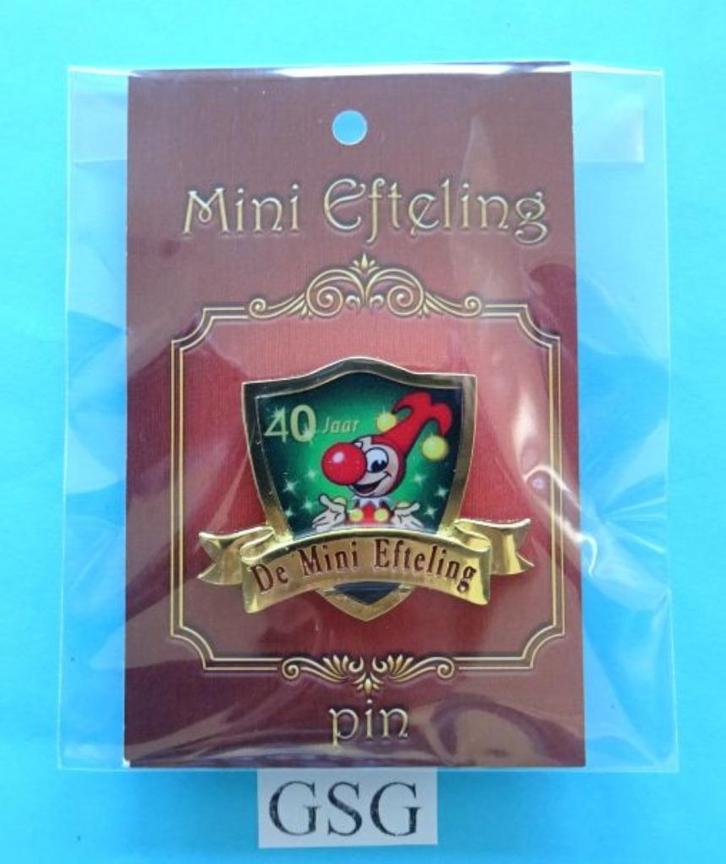 Mini Efteling
40 Jaar
De Mini Efteling
pin
GSG